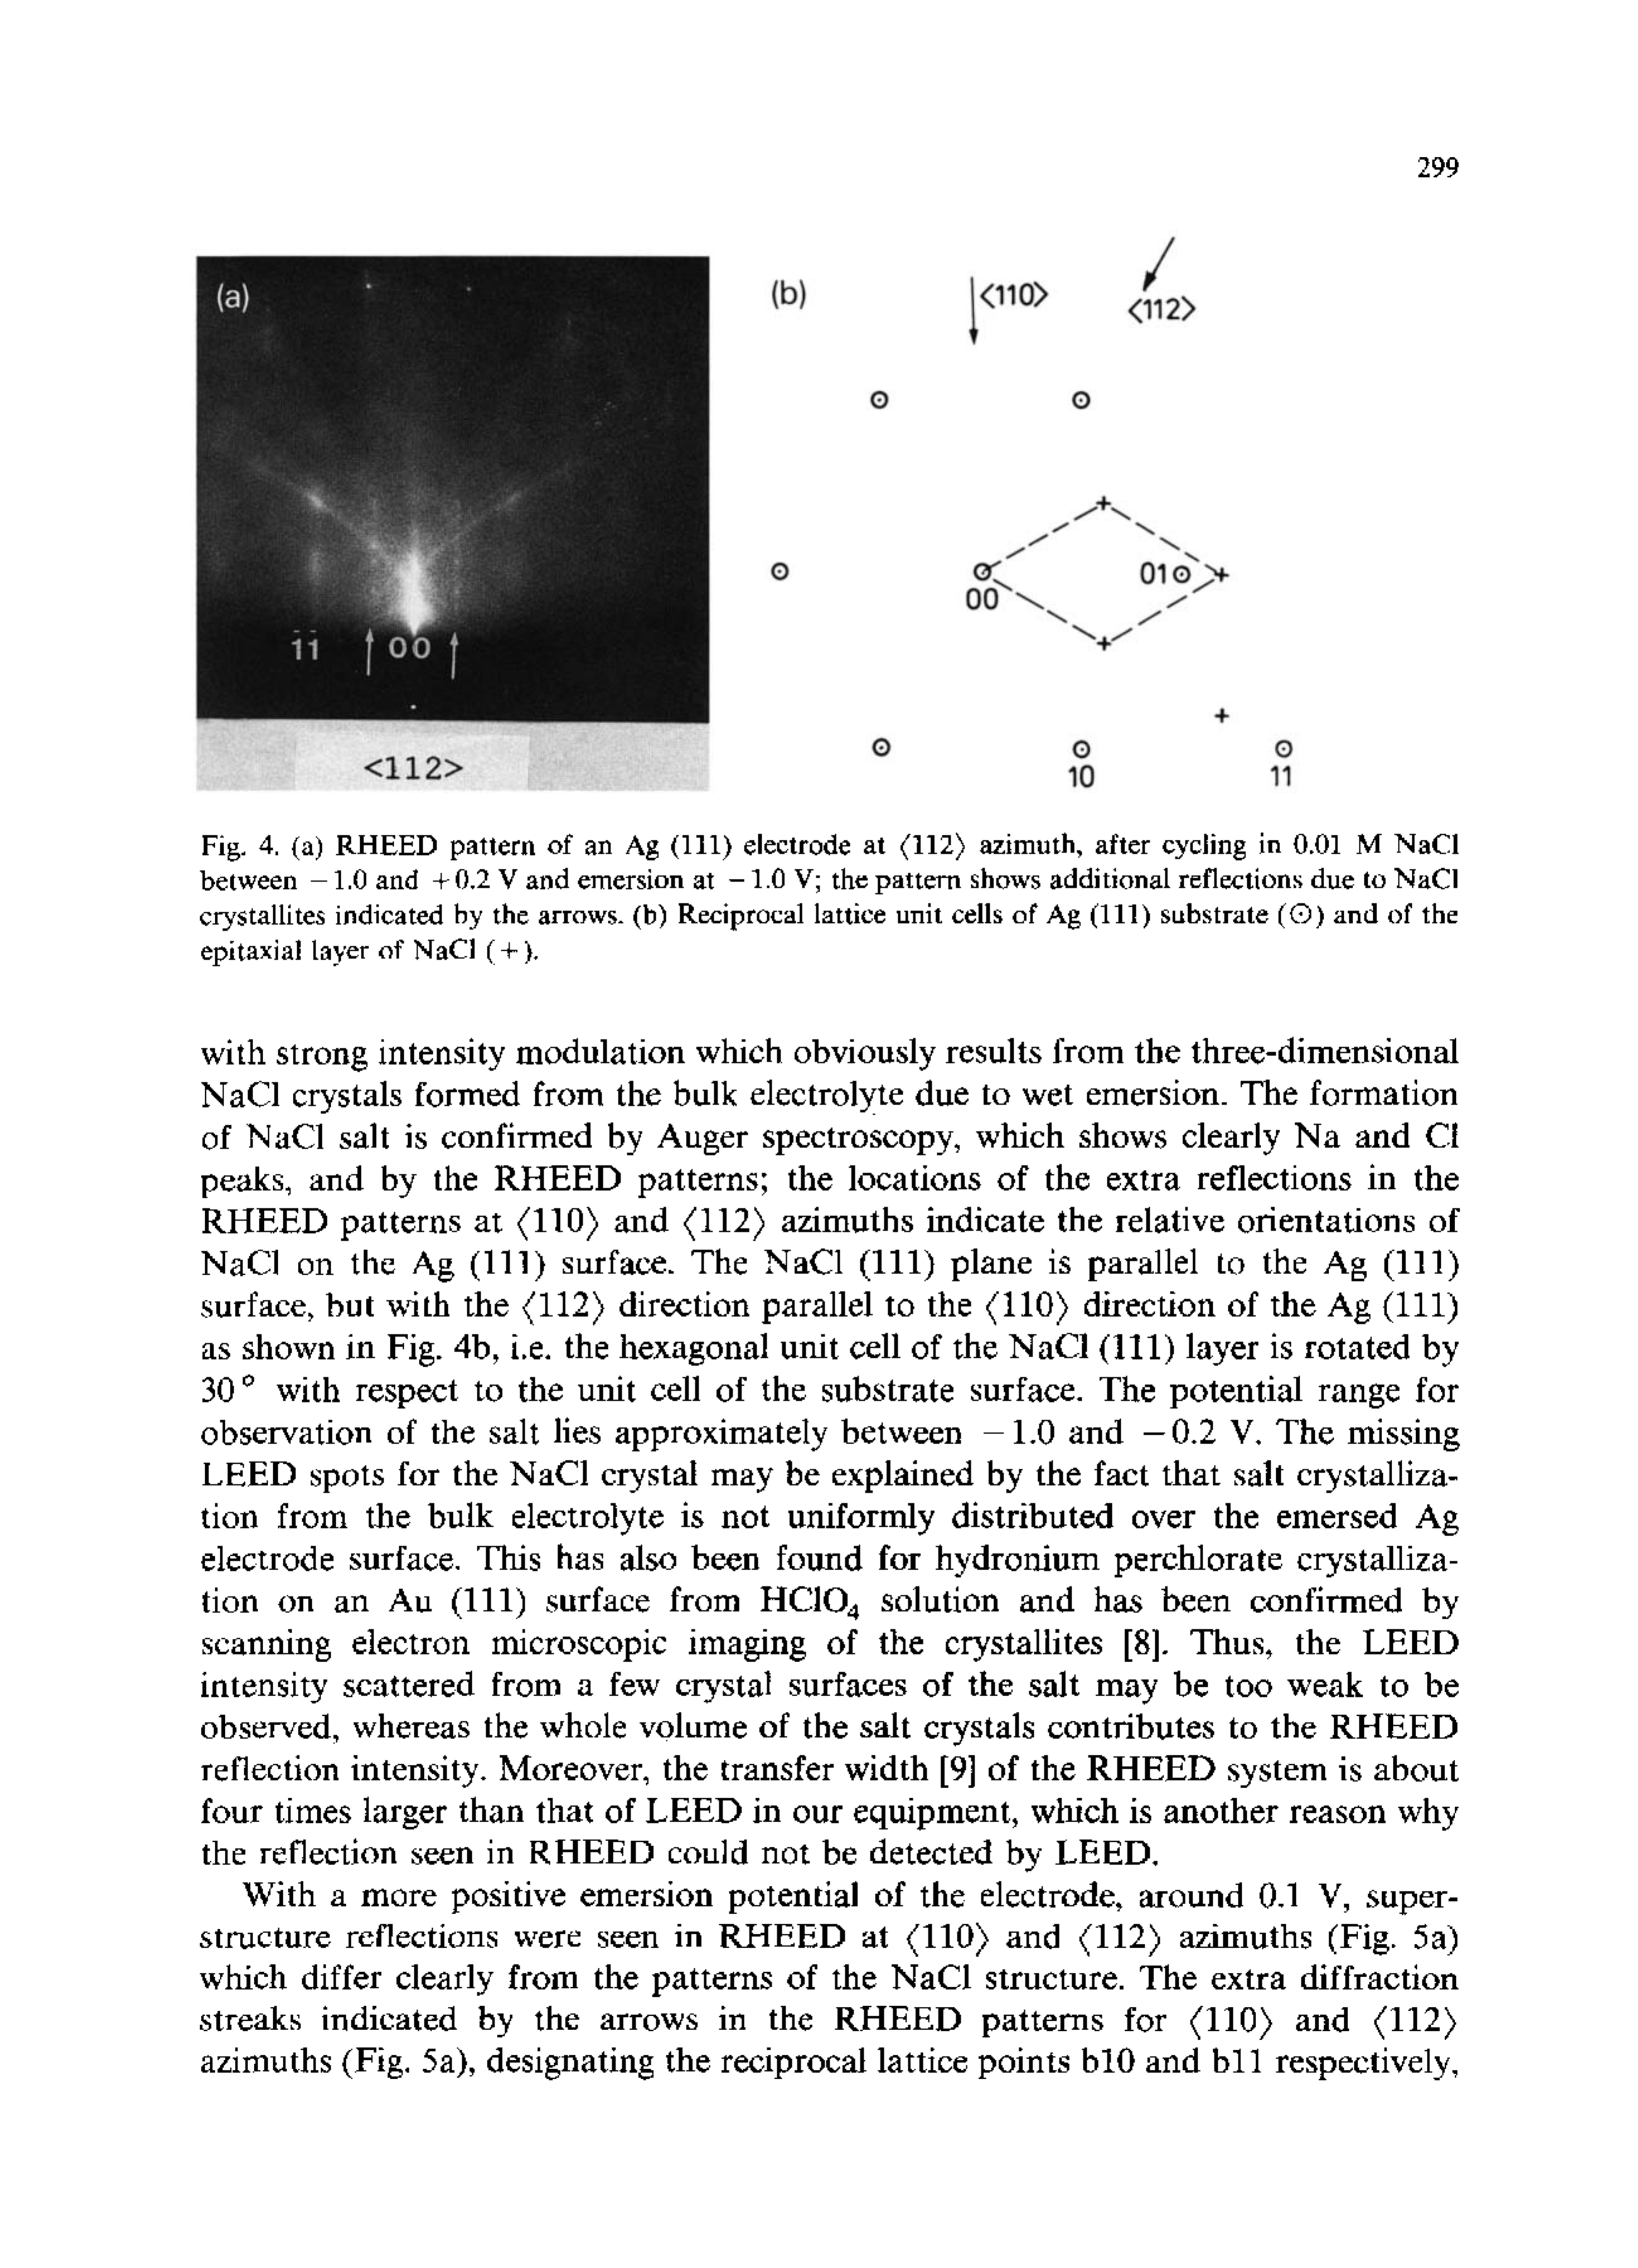 299
(a)
1̄1̄ 00
<112>
(b)
<110>
<112>
01
00
10 11
Fig. 4. (a) RHEED pattern of an Ag (111) electrode at ⟨112⟩ azimuth, after cycling in 0.01 M NaCl
between −1.0 and +0.2 V and emersion at −1.0 V; the pattern shows additional reflections due to NaCl
crystallites indicated by the arrows. (b) Reciprocal lattice unit cells of Ag (111) substrate (⊙) and of the
epitaxial layer of NaCl (+).
with strong intensity modulation which obviously results from the three-dimensional
NaCl crystals formed from the bulk electrolyte due to wet emersion. The formation
of NaCl salt is confirmed by Auger spectroscopy, which shows clearly Na and Cl
peaks, and by the RHEED patterns; the locations of the extra reflections in the
RHEED patterns at ⟨110⟩ and ⟨112⟩ azimuths indicate the relative orientations of
NaCl on the Ag (111) surface. The NaCl (111) plane is parallel to the Ag (111)
surface, but with the ⟨112⟩ direction parallel to the ⟨110⟩ direction of the Ag (111)
as shown in Fig. 4b, i.e. the hexagonal unit cell of the NaCl (111) layer is rotated by
30° with respect to the unit cell of the substrate surface. The potential range for
observation of the salt lies approximately between −1.0 and −0.2 V. The missing
LEED spots for the NaCl crystal may be explained by the fact that salt crystalliza-
tion from the bulk electrolyte is not uniformly distributed over the emersed Ag
electrode surface. This has also been found for hydronium perchlorate crystalliza-
tion on an Au (111) surface from HClO₄ solution and has been confirmed by
scanning electron microscopic imaging of the crystallites [8]. Thus, the LEED
intensity scattered from a few crystal surfaces of the salt may be too weak to be
observed, whereas the whole volume of the salt crystals contributes to the RHEED
reflection intensity. Moreover, the transfer width [9] of the RHEED system is about
four times larger than that of LEED in our equipment, which is another reason why
the reflection seen in RHEED could not be detected by LEED.
With a more positive emersion potential of the electrode, around 0.1 V, super-
structure reflections were seen in RHEED at ⟨110⟩ and ⟨112⟩ azimuths (Fig. 5a)
which differ clearly from the patterns of the NaCl structure. The extra diffraction
streaks indicated by the arrows in the RHEED patterns for ⟨110⟩ and ⟨112⟩
azimuths (Fig. 5a), designating the reciprocal lattice points b10 and b11 respectively,